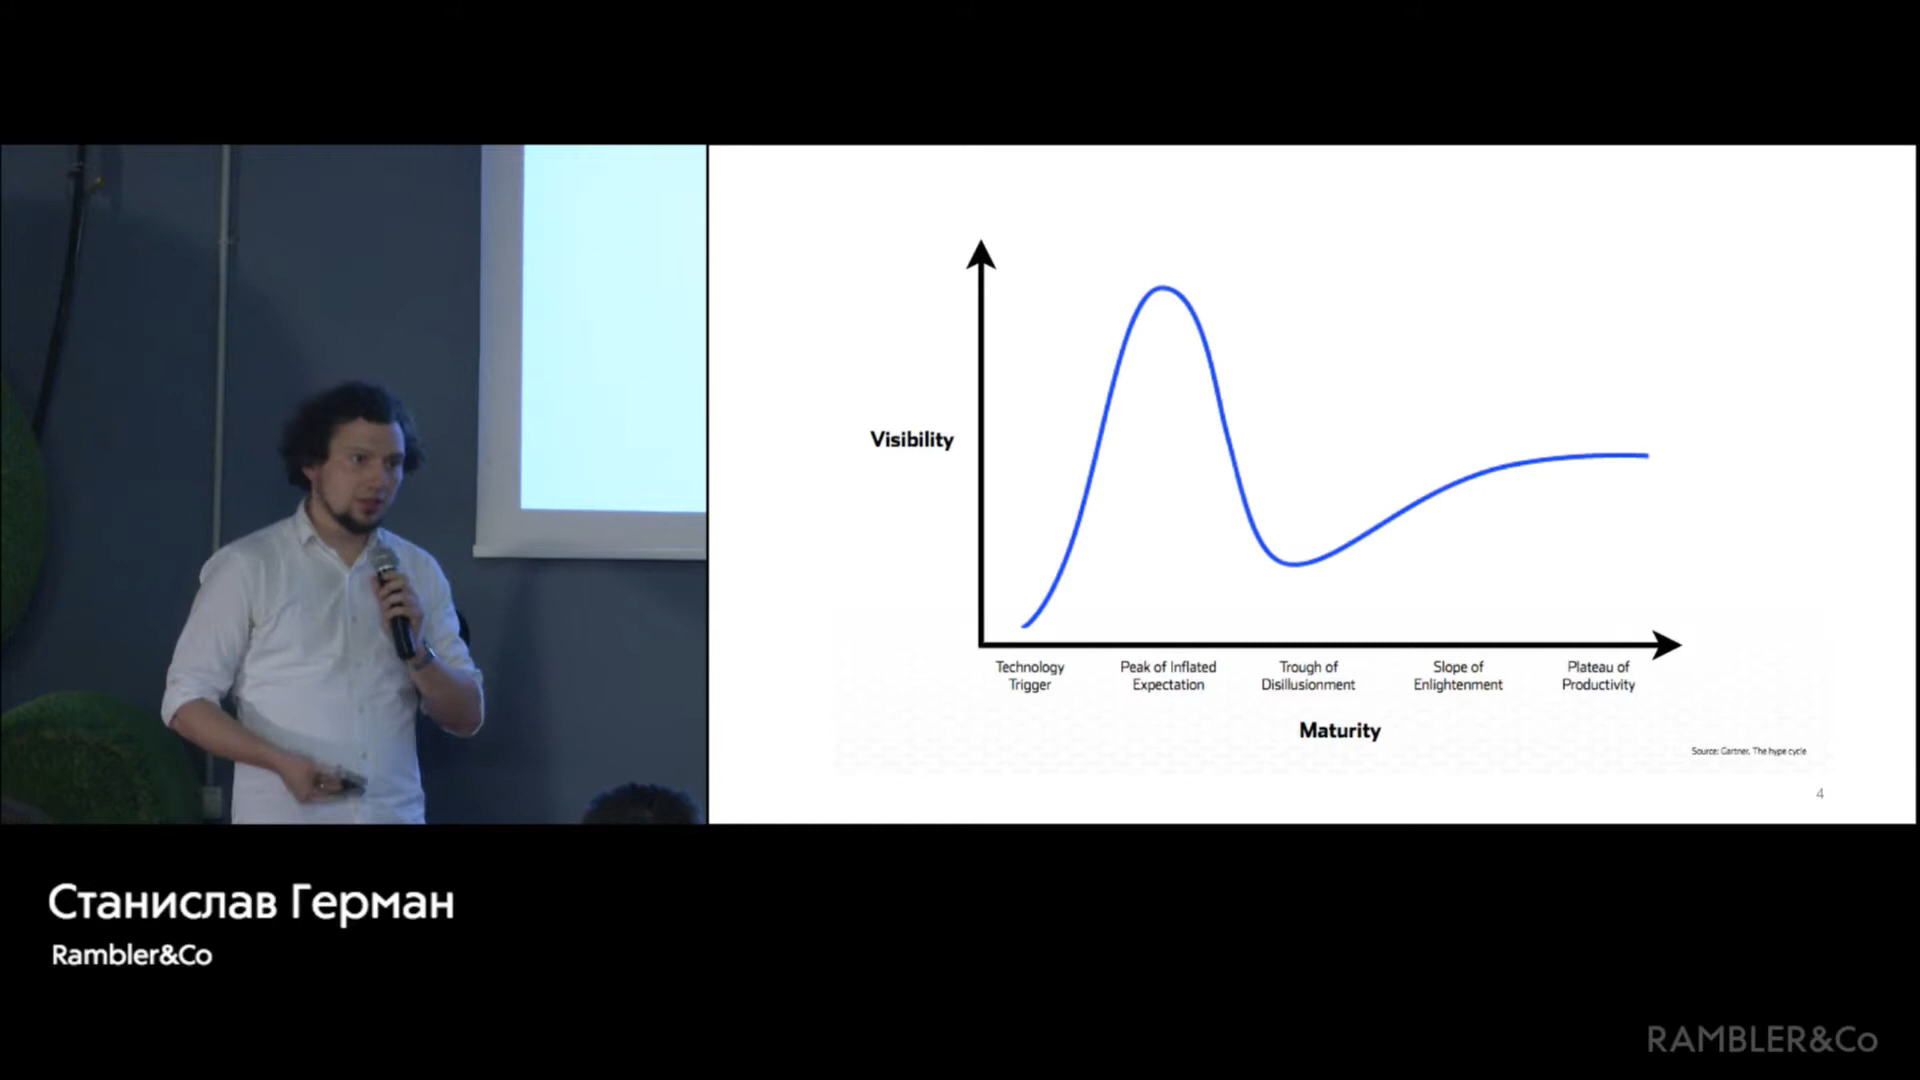 Visibility
Technology
Trigger
Peak of Inflated
Expectation
Trough of
Disillusionment
Slope of
Enlightenment
Plateau of
Productivity
Maturity
Source: Gartner, The hype cycle
4
Станислав Герман
Rambler&Co
RAMBLER&Co